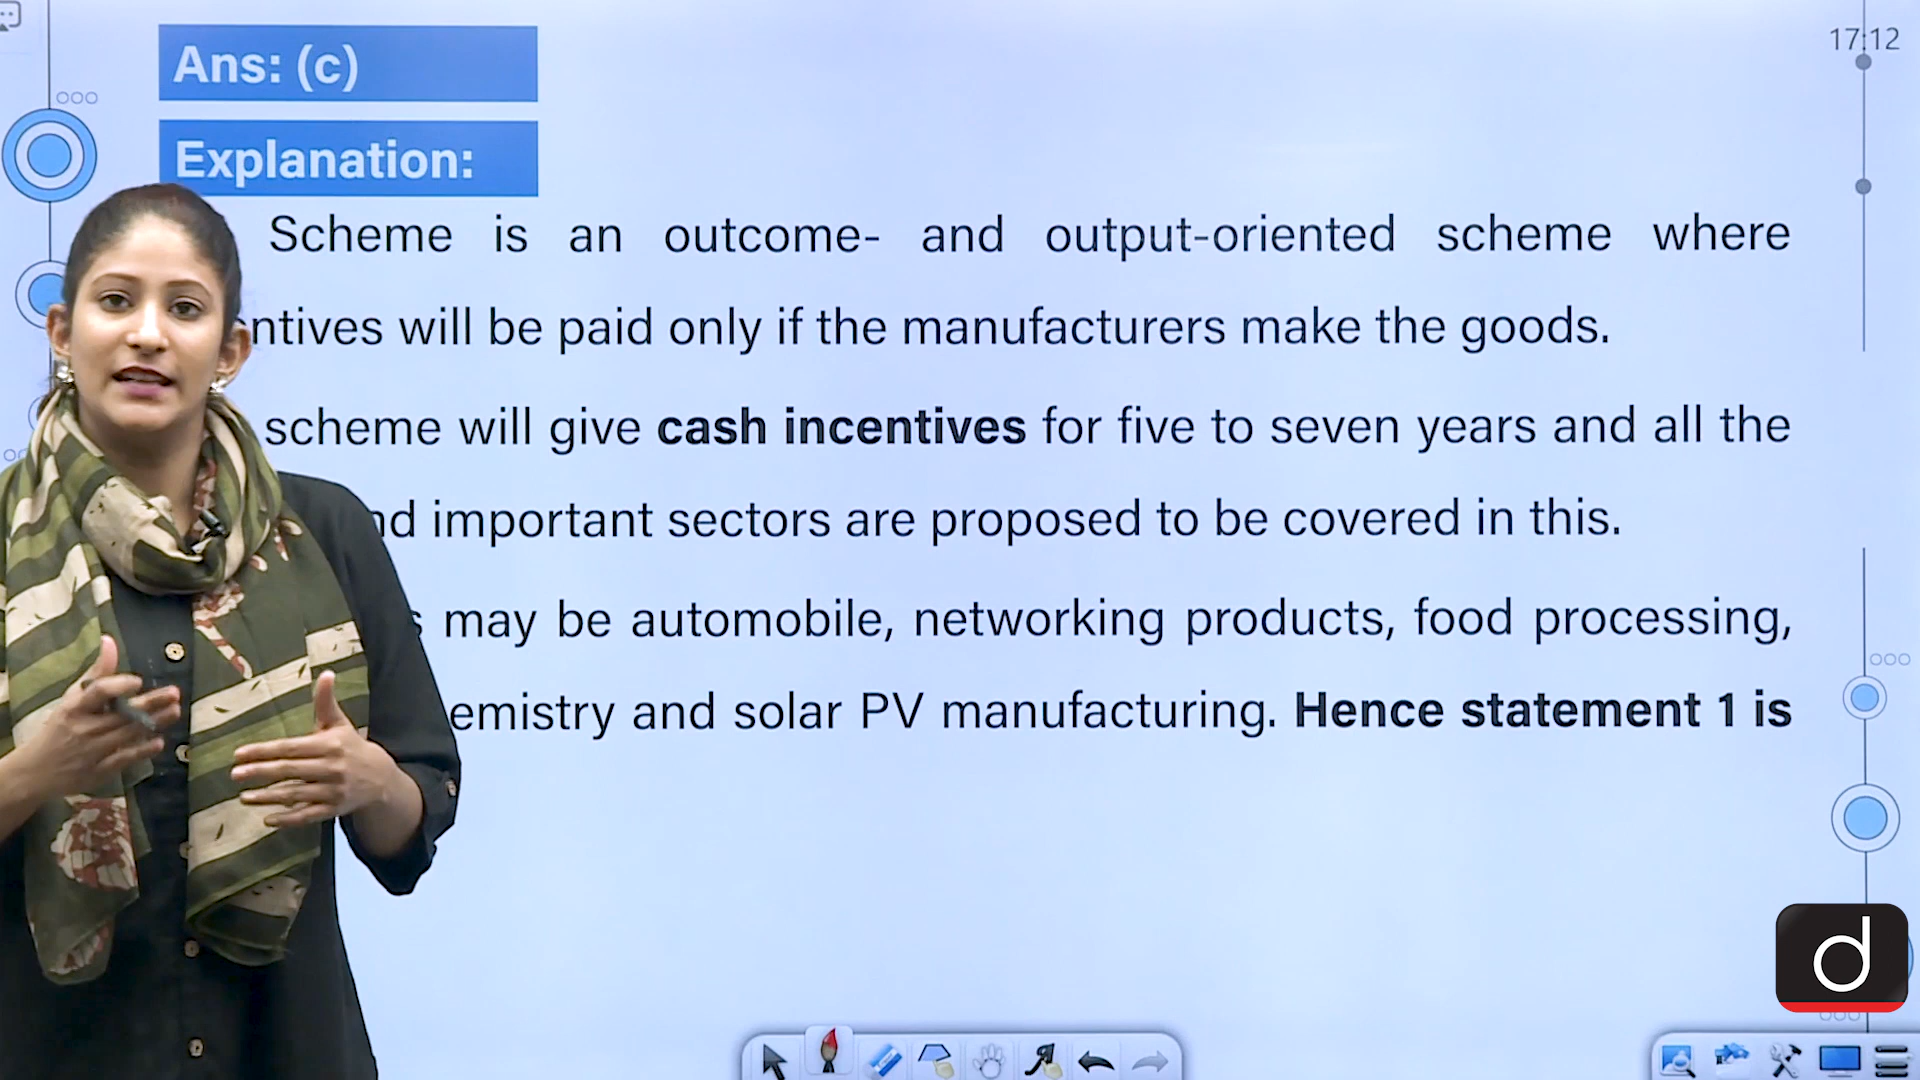 17:12
Ans: (c)
Explanation:
Scheme is an outcome- and output-oriented scheme where
will be paid only if the manufacturers make the goods.
scheme will give cash incentives for five to seven years and all the
important sectors are proposed to be covered in this.
may be automobile, networking products, food processing,
and solar PV manufacturing. Hence statement 1 is
d